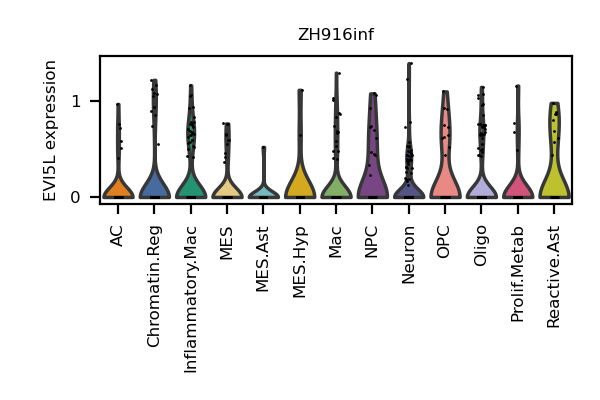 ZH916inf
EVI5L expression
1
0
AC
Chromatin.Reg
Inflammatory.Mac
MES
MES.Ast
MES.Hyp
Mac
NPC
Neuron
OPC
Oligo
Prolif.Metab
Reactive.Ast